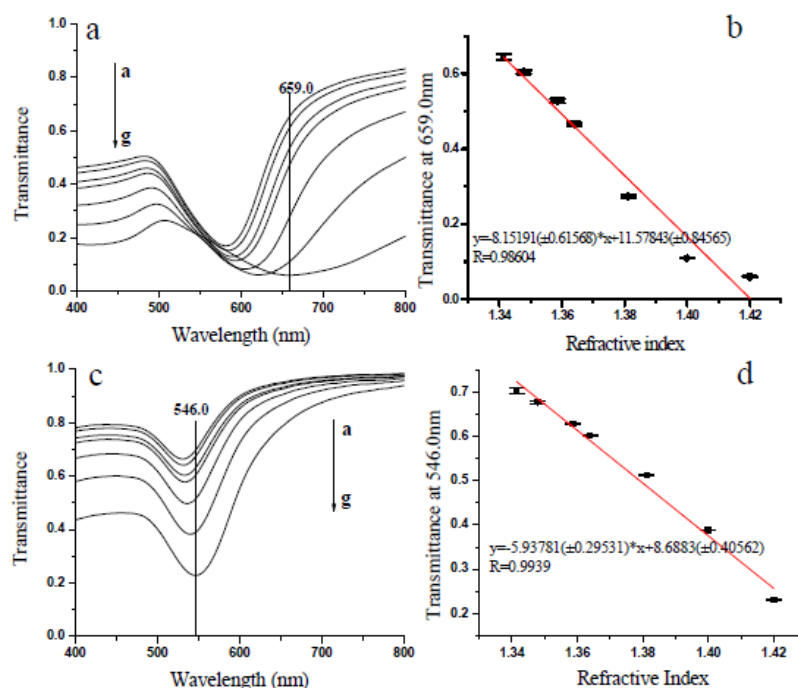 a
1.0
0.8
0.6
0.4
0.2
0.0
400
500
600
700
800
Transmittance
Wavelength (nm)
a
g
659.0
b
0.6
0.4
0.2
0.0
1.34
1.36
1.38
1.40
1.42
Transmittance at 659.0nm
Refractive index
y=-8.15191(±0.61568)*x+11.57843(±0.84565)
R=0.98604
c
1.0
0.8
0.6
0.4
0.2
0.0
400
500
600
700
800
Transmittance
Wavelength (nm)
546.0
a
g
d
0.7
0.6
0.5
0.4
0.3
0.2
1.34
1.36
1.38
1.40
1.42
Transmittance at 546.0nm
Refractive Index
y=-5.93781(±0.29531)*x+8.6883(±0.40562)
R=0.9939